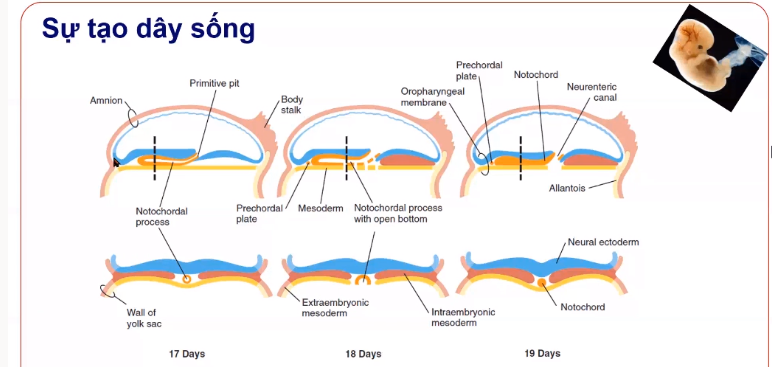 Sự tạo dây sống
Amnion
Primitive pit
Body
stalk
Notochordal
process
Prechordal
plate
Mesoderm
Notochordal process
with open bottom
Oropharyngeal
membrane
Prechordal
plate
Notochord
Neurenteric
canal
Allantois
Wall of
yolk sac
Extraembryonic
mesoderm
Intraembryonic
mesoderm
Neural ectoderm
Notochord
17 Days
18 Days
19 Days